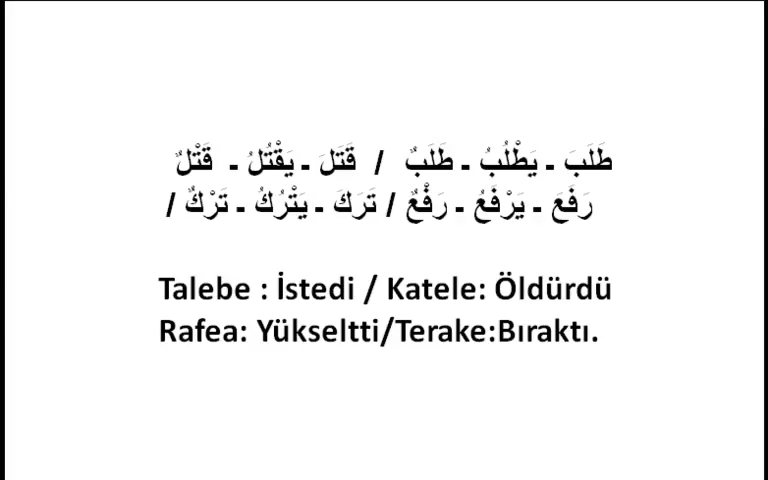 طَلَبَ ـ يَطْلُبُ ـ طَلَبٌ / قَتَلَ ـ يَقْتُلُ ـ قَتْلٌ
رَفَعَ ـ يَرْفَعُ ـ رَفْعٌ / تَرَكَ ـ يَتْرُكُ ـ تَرْكٌ /
Talebe : İstedi / Katele: Öldürdü
Rafea: Yükseltti/Terake:Bıraktı.